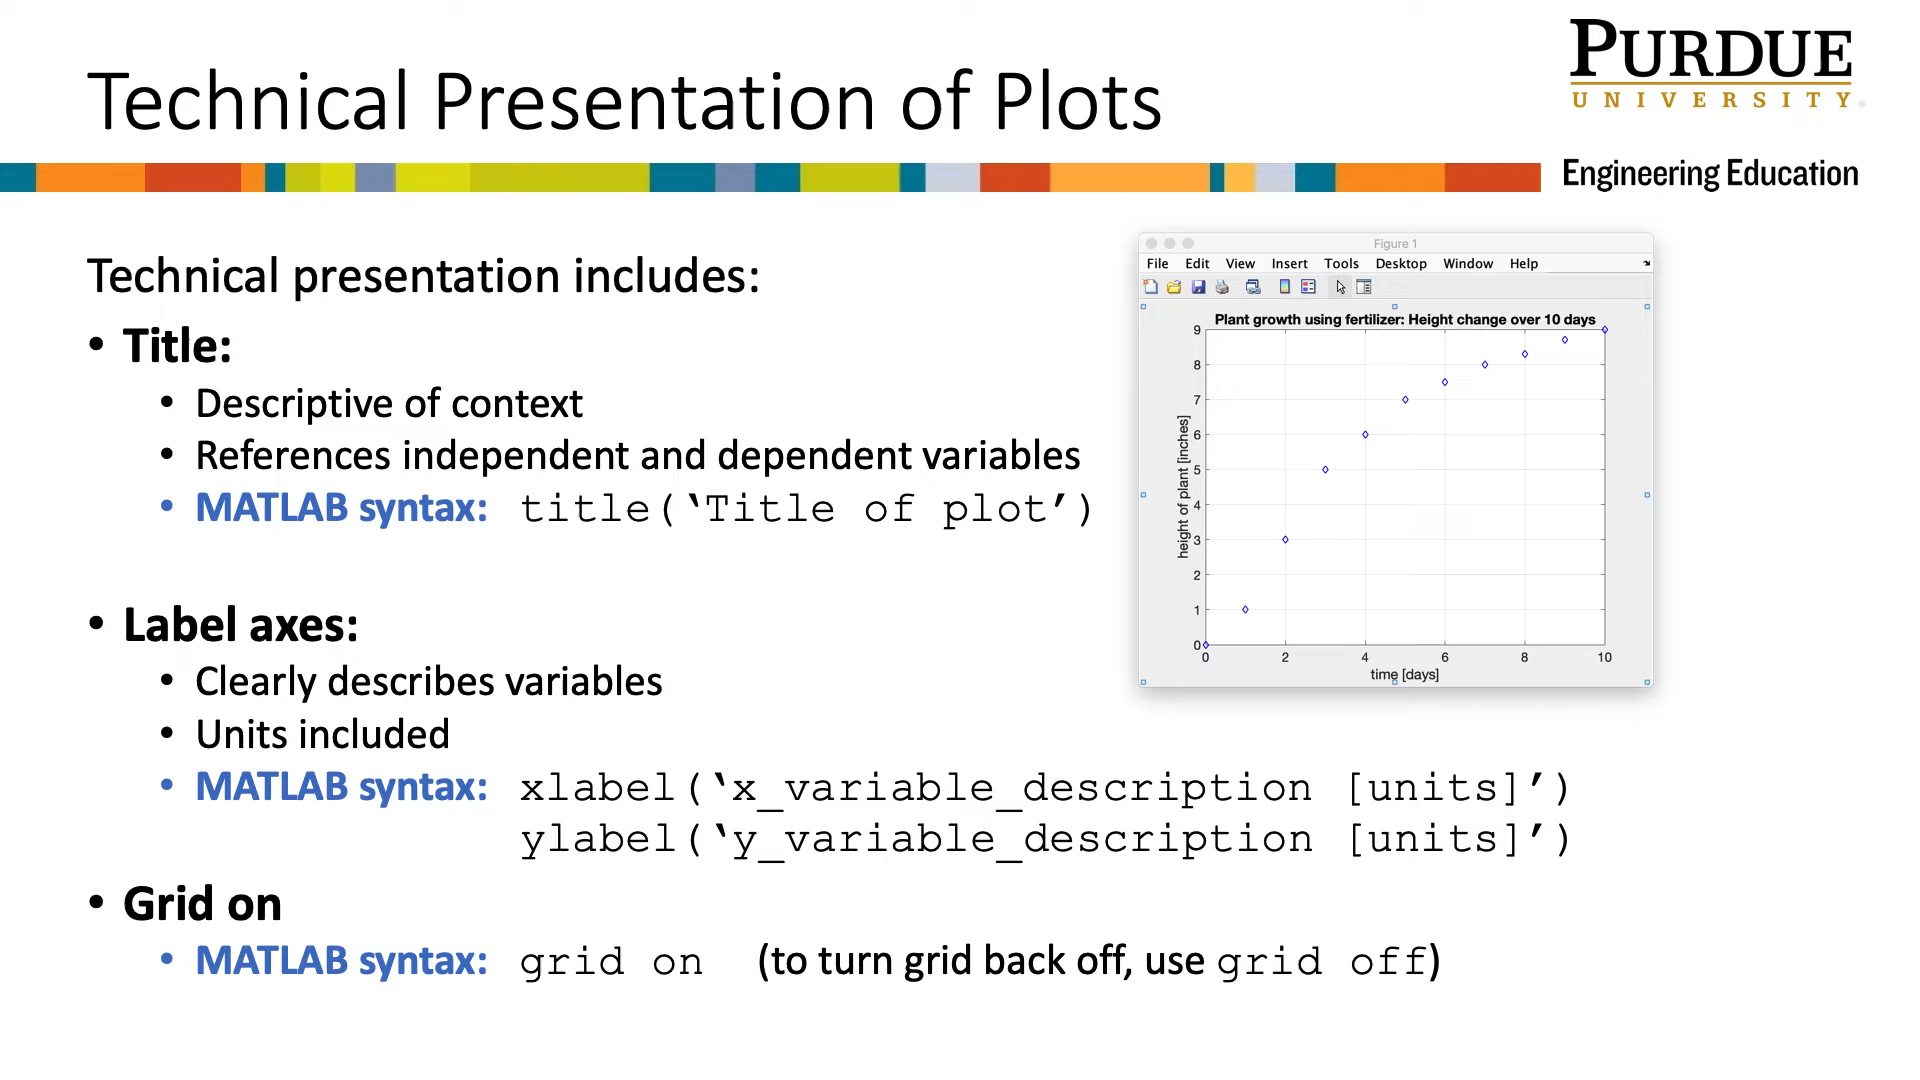 Technical Presentation of Plots
PURDUE
UNIVERSITY®
Engineering Education
Technical presentation includes:
• Title:
• Descriptive of context
• References independent and dependent variables
• MATLAB syntax: title(‘Title of plot’)
• Label axes:
• Clearly describes variables
• Units included
• MATLAB syntax: xlabel(‘x_variable_description [units]’)
ylabel(‘y_variable_description [units]’)
• Grid on
• MATLAB syntax: grid on (to turn grid back off, use grid off)
Figure 1
File Edit View Insert Tools Desktop Window Help
Plant growth using fertilizer: Height change over 10 days
height of plant [inches]
9
8
7
6
5
4
3
2
1
0
0 2 4 6 8 10
time [days]